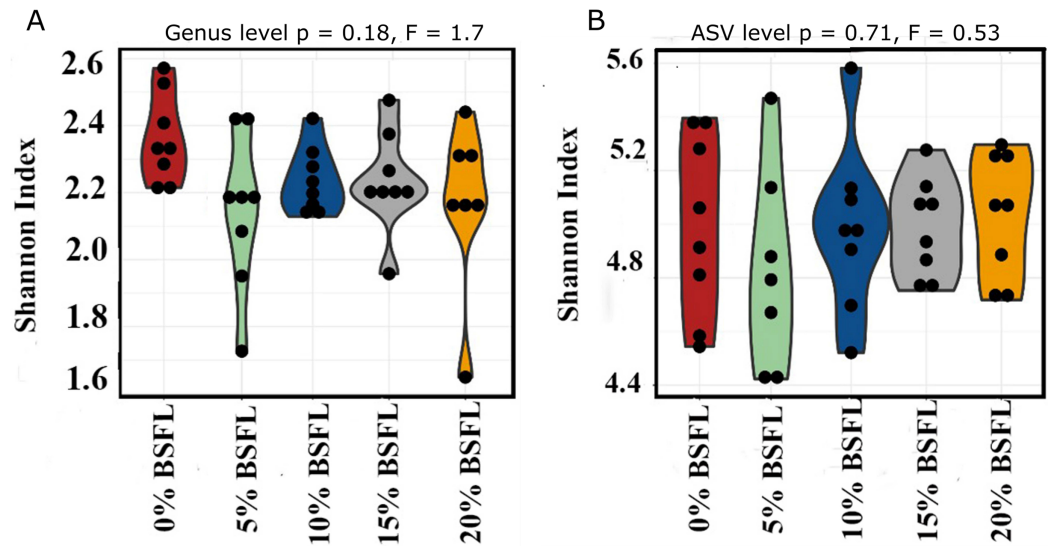 A
Genus level p = 0.18, F = 1.7
Shannon Index
2.6
2.4
2.2
2.0
1.8
1.6
0% BSFL
5% BSFL
10% BSFL
15% BSFL
20% BSFL
B
ASV level p = 0.71, F = 0.53
Shannon Index
5.6
5.2
4.8
4.4
0% BSFL
5% BSFL
10% BSFL
15% BSFL
20% BSFL